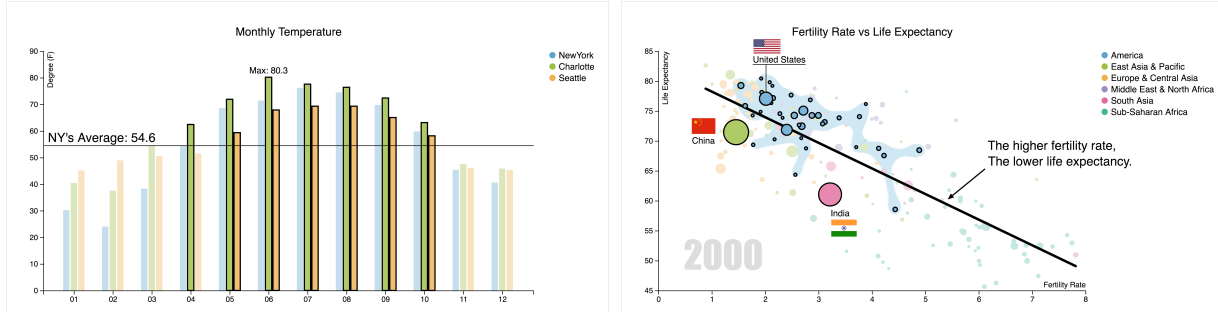 Monthly Temperature
Degree (F)
90
80
70
60
50
40
30
20
10
0
Max: 80.3
NY's Average: 54.6
01 02 03 04 05 06 07 08 09 10 11 12
NewYork
Charlotte
Seattle
Fertility Rate vs Life Expectancy
Life Expectancy
85
80
75
70
65
60
55
50
45
United States
China
India
The higher fertility rate,
The lower life expectancy.
2000
Fertility Rate
0 1 2 3 4 5 6 7 8
America
East Asia & Pacific
Europe & Central Asia
Middle East & North Africa
South Asia
Sub-Saharan Africa